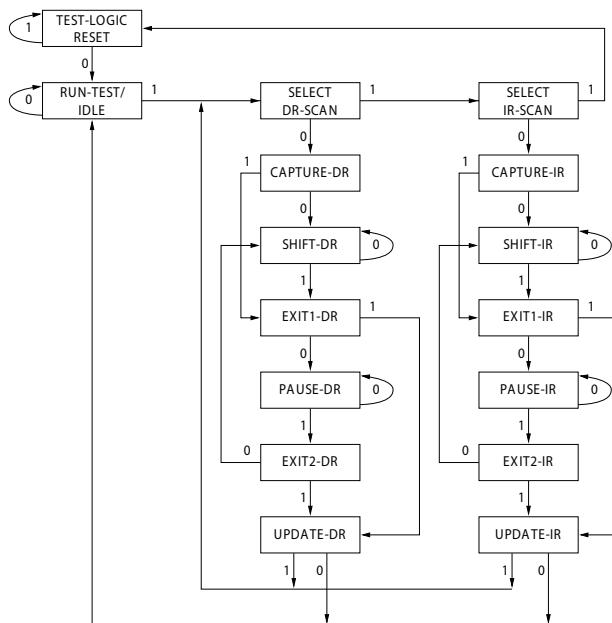 1
TEST-LOGIC
RESET
0
0
RUN-TEST/
IDLE
1
SELECT
DR-SCAN
1
SELECT
IR-SCAN
1
0
0
1
CAPTURE-DR
1
CAPTURE-IR
0
0
SHIFT-DR
0
SHIFT-IR
0
1
1
EXIT1-DR
1
EXIT1-IR
1
0
0
PAUSE-DR
0
PAUSE-IR
0
1
1
0
EXIT2-DR
0
EXIT2-IR
1
1
UPDATE-DR
UPDATE-IR
1
0
1
0